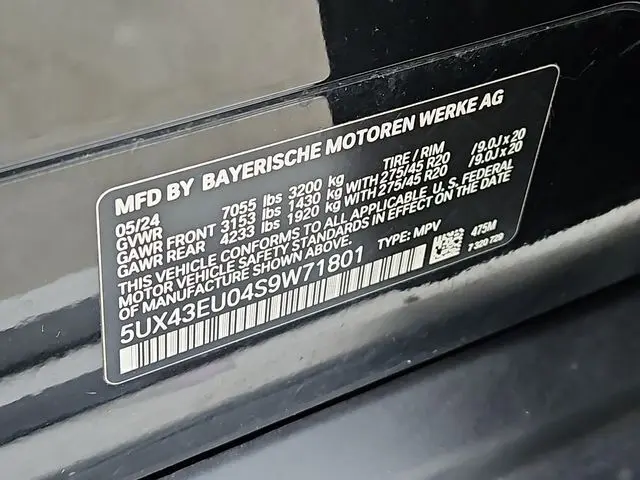 MFD BY BAYERISCHE MOTOREN WERKE AG
05/24 TIRE / RIM
GVWR 7055 lbs 3200 kg
GAWR FRONT 3153 lbs 1430 kg WITH 275/45 R20 /9.0J x 20
GAWR REAR 4233 lbs 1920 kg WITH 275/45 R20 /9.0J x 20
THIS VEHICLE CONFORMS TO ALL APPLICABLE U. S. FEDERAL
MOTOR VEHICLE SAFETY STANDARDS IN EFFECT ON THE DATE
OF MANUFACTURE SHOWN ABOVE.
5UX43EU04S9W71801 TYPE: MPV 475M
7 320 729